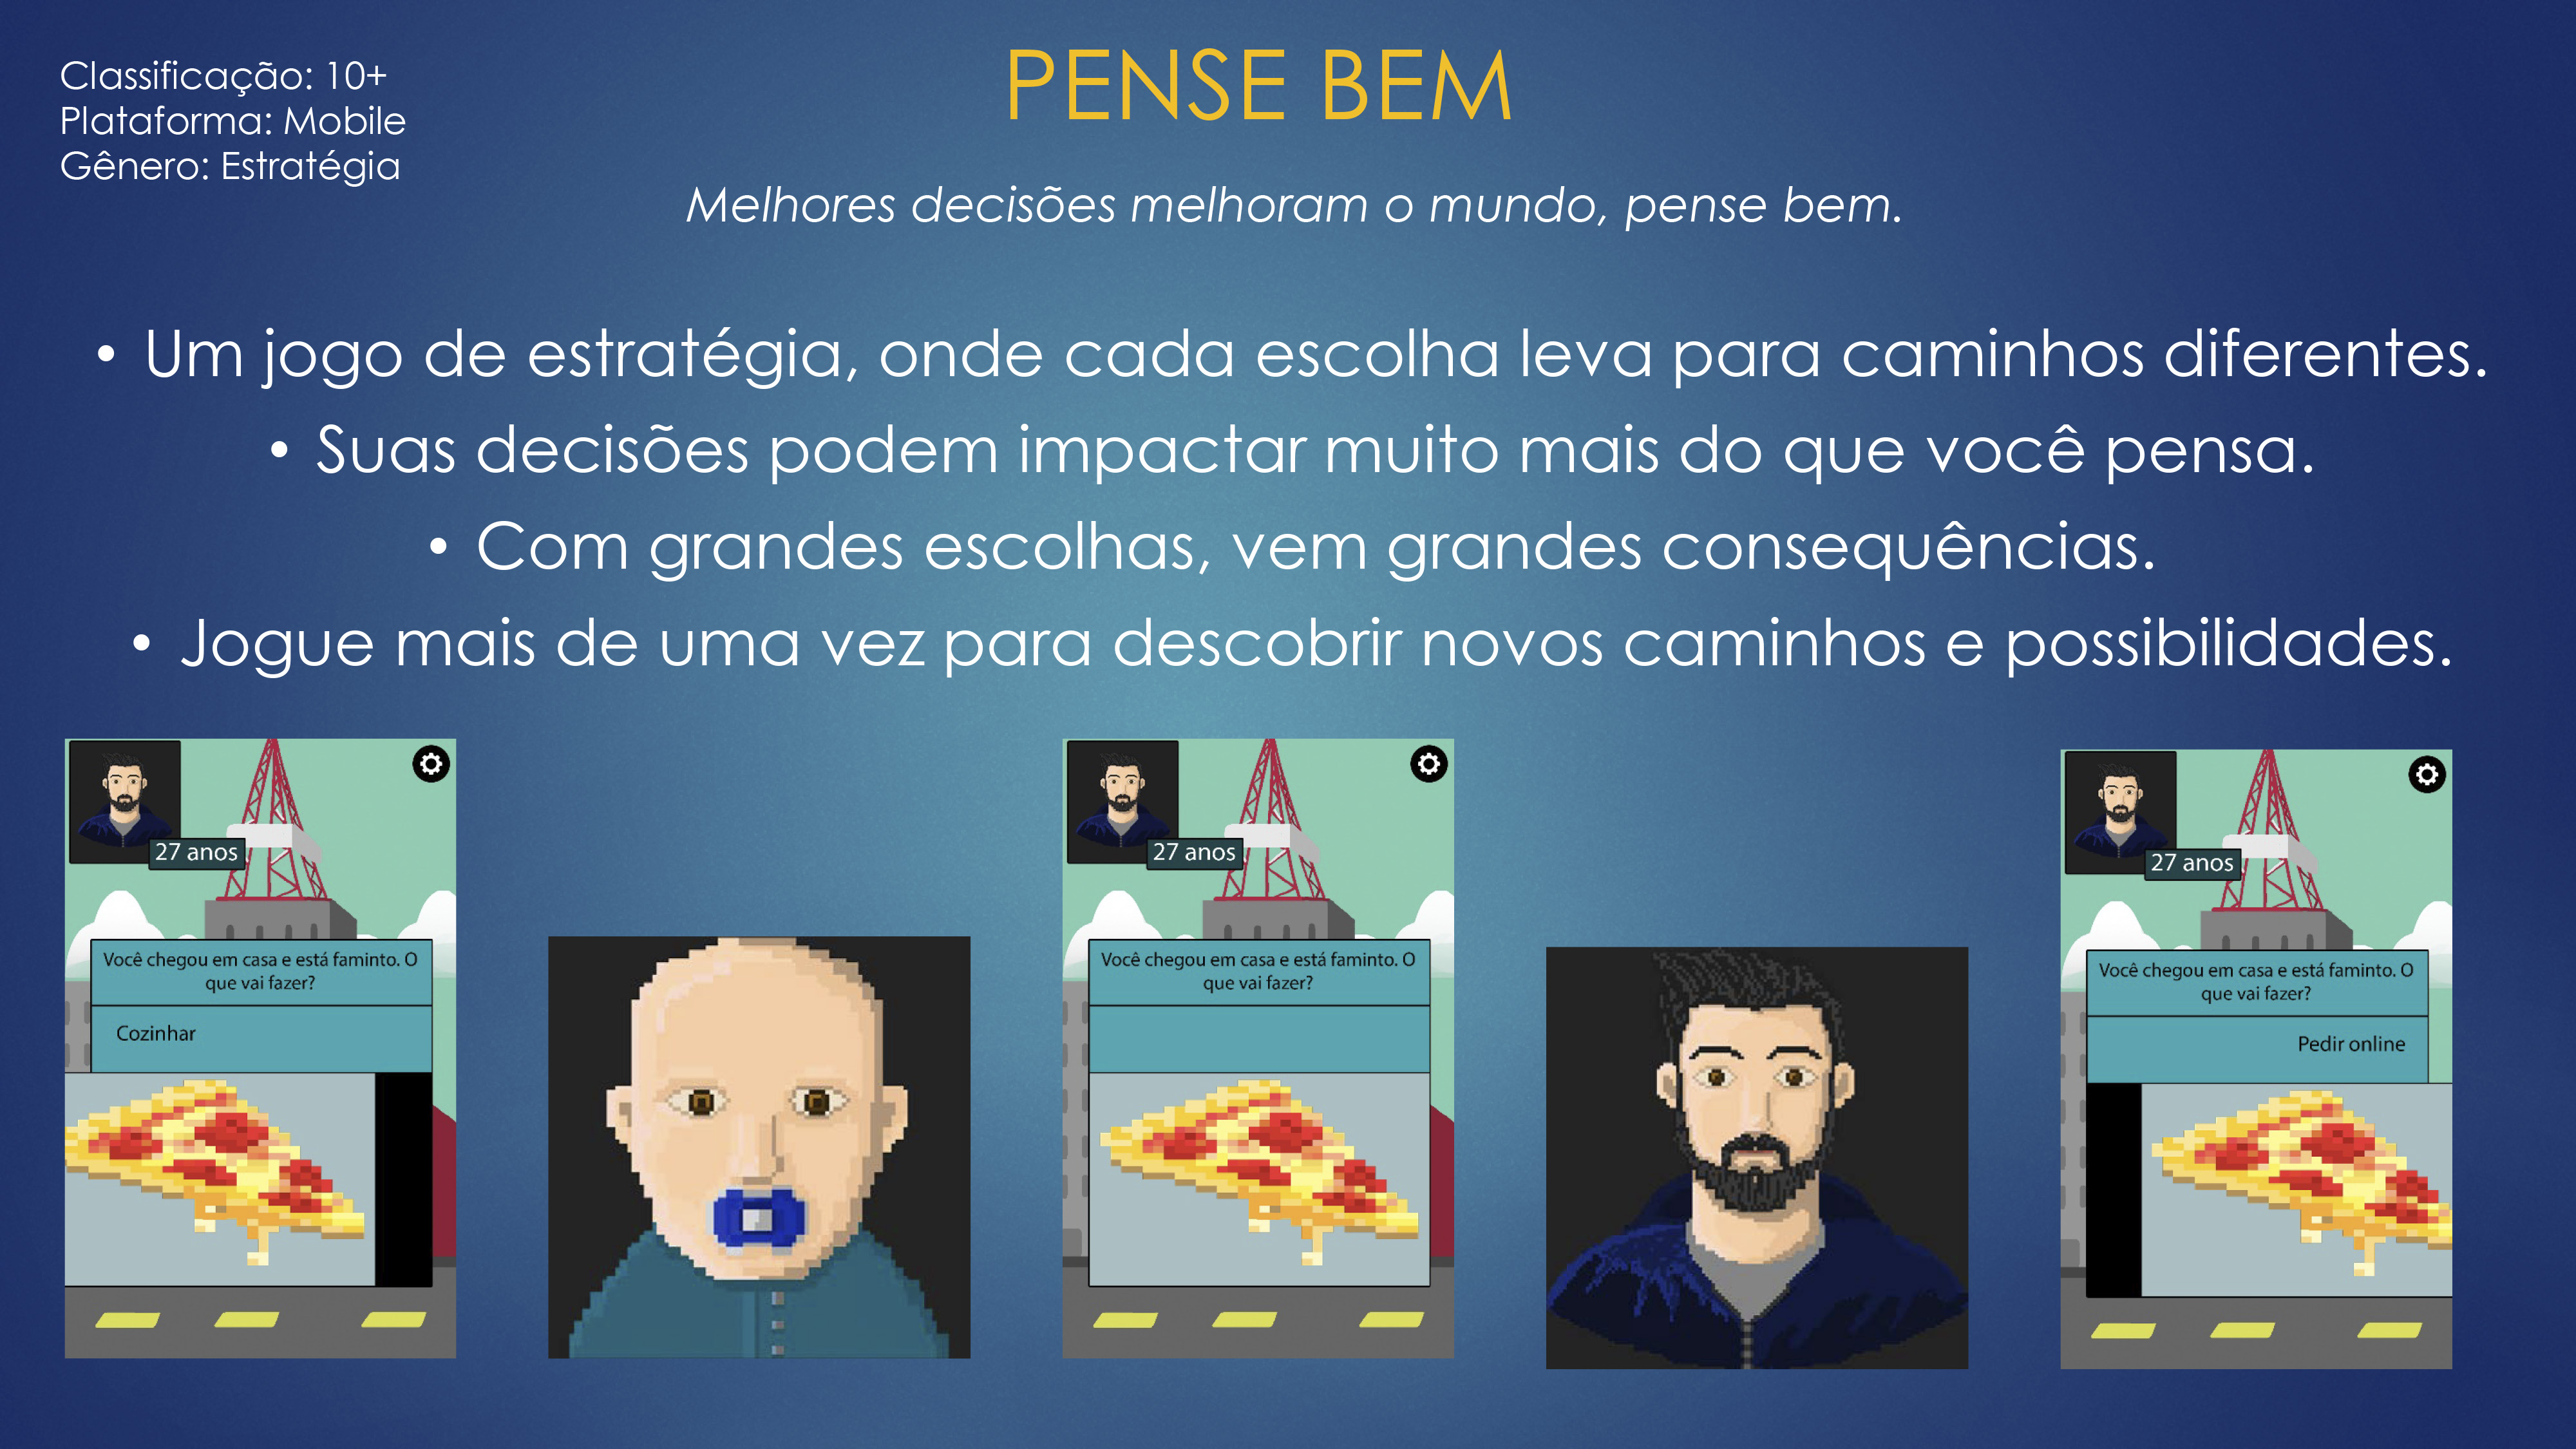 Classificação: 10+
Plataforma: Mobile
Gênero: Estratégia
PENSE BEM
Melhores decisões melhoram o mundo, pense bem.
• Um jogo de estratégia, onde cada escolha leva para caminhos diferentes.
• Suas decisões podem impactar muito mais do que você pensa.
• Com grandes escolhas, vem grandes consequências.
• Jogue mais de uma vez para descobrir novos caminhos e possibilidades.
27 anos
Você chegou em casa e está faminto. O
que vai fazer?
Cozinhar
27 anos
Você chegou em casa e está faminto. O
que vai fazer?
27 anos
Você chegou em casa e está faminto. O
que vai fazer?
Pedir online